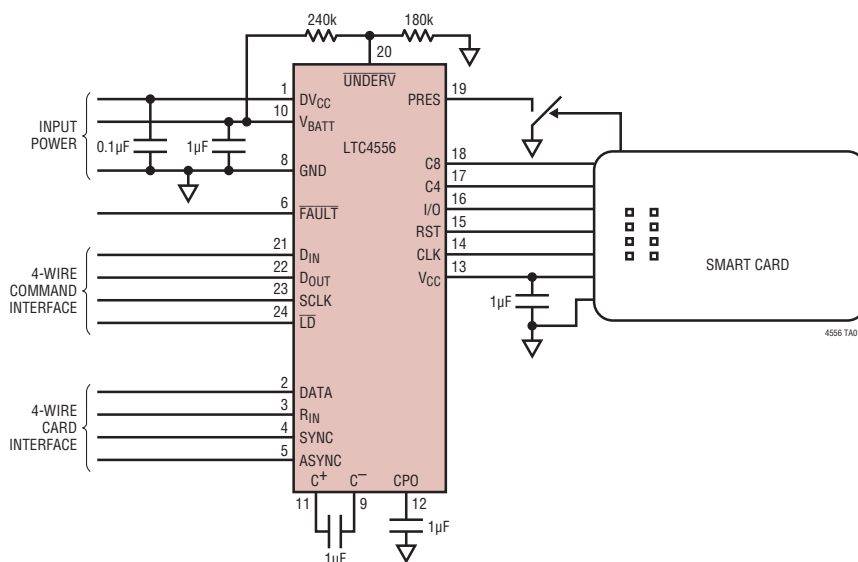 240k
180k
20
U̅N̅D̅E̅R̅V̅
1
DVCC
PRES
19
10
VBATT
INPUT
POWER
0.1µF
1µF
LTC4556
8
GND
C8
18
C4
17
6
F̅A̅U̅L̅T̅
I/O
16
RST
15
21
DIN
CLK
14
4-WIRE
COMMAND
INTERFACE
22
DOUT
VCC
13
SMART CARD
23
SCLK
1µF
24
L̅D̅
4556 TA0
2
DATA
4-WIRE
CARD
INTERFACE
3
RIN
4
SYNC
5
ASYNC
C+
C–
CPO
11
9
12
1µF
1µF